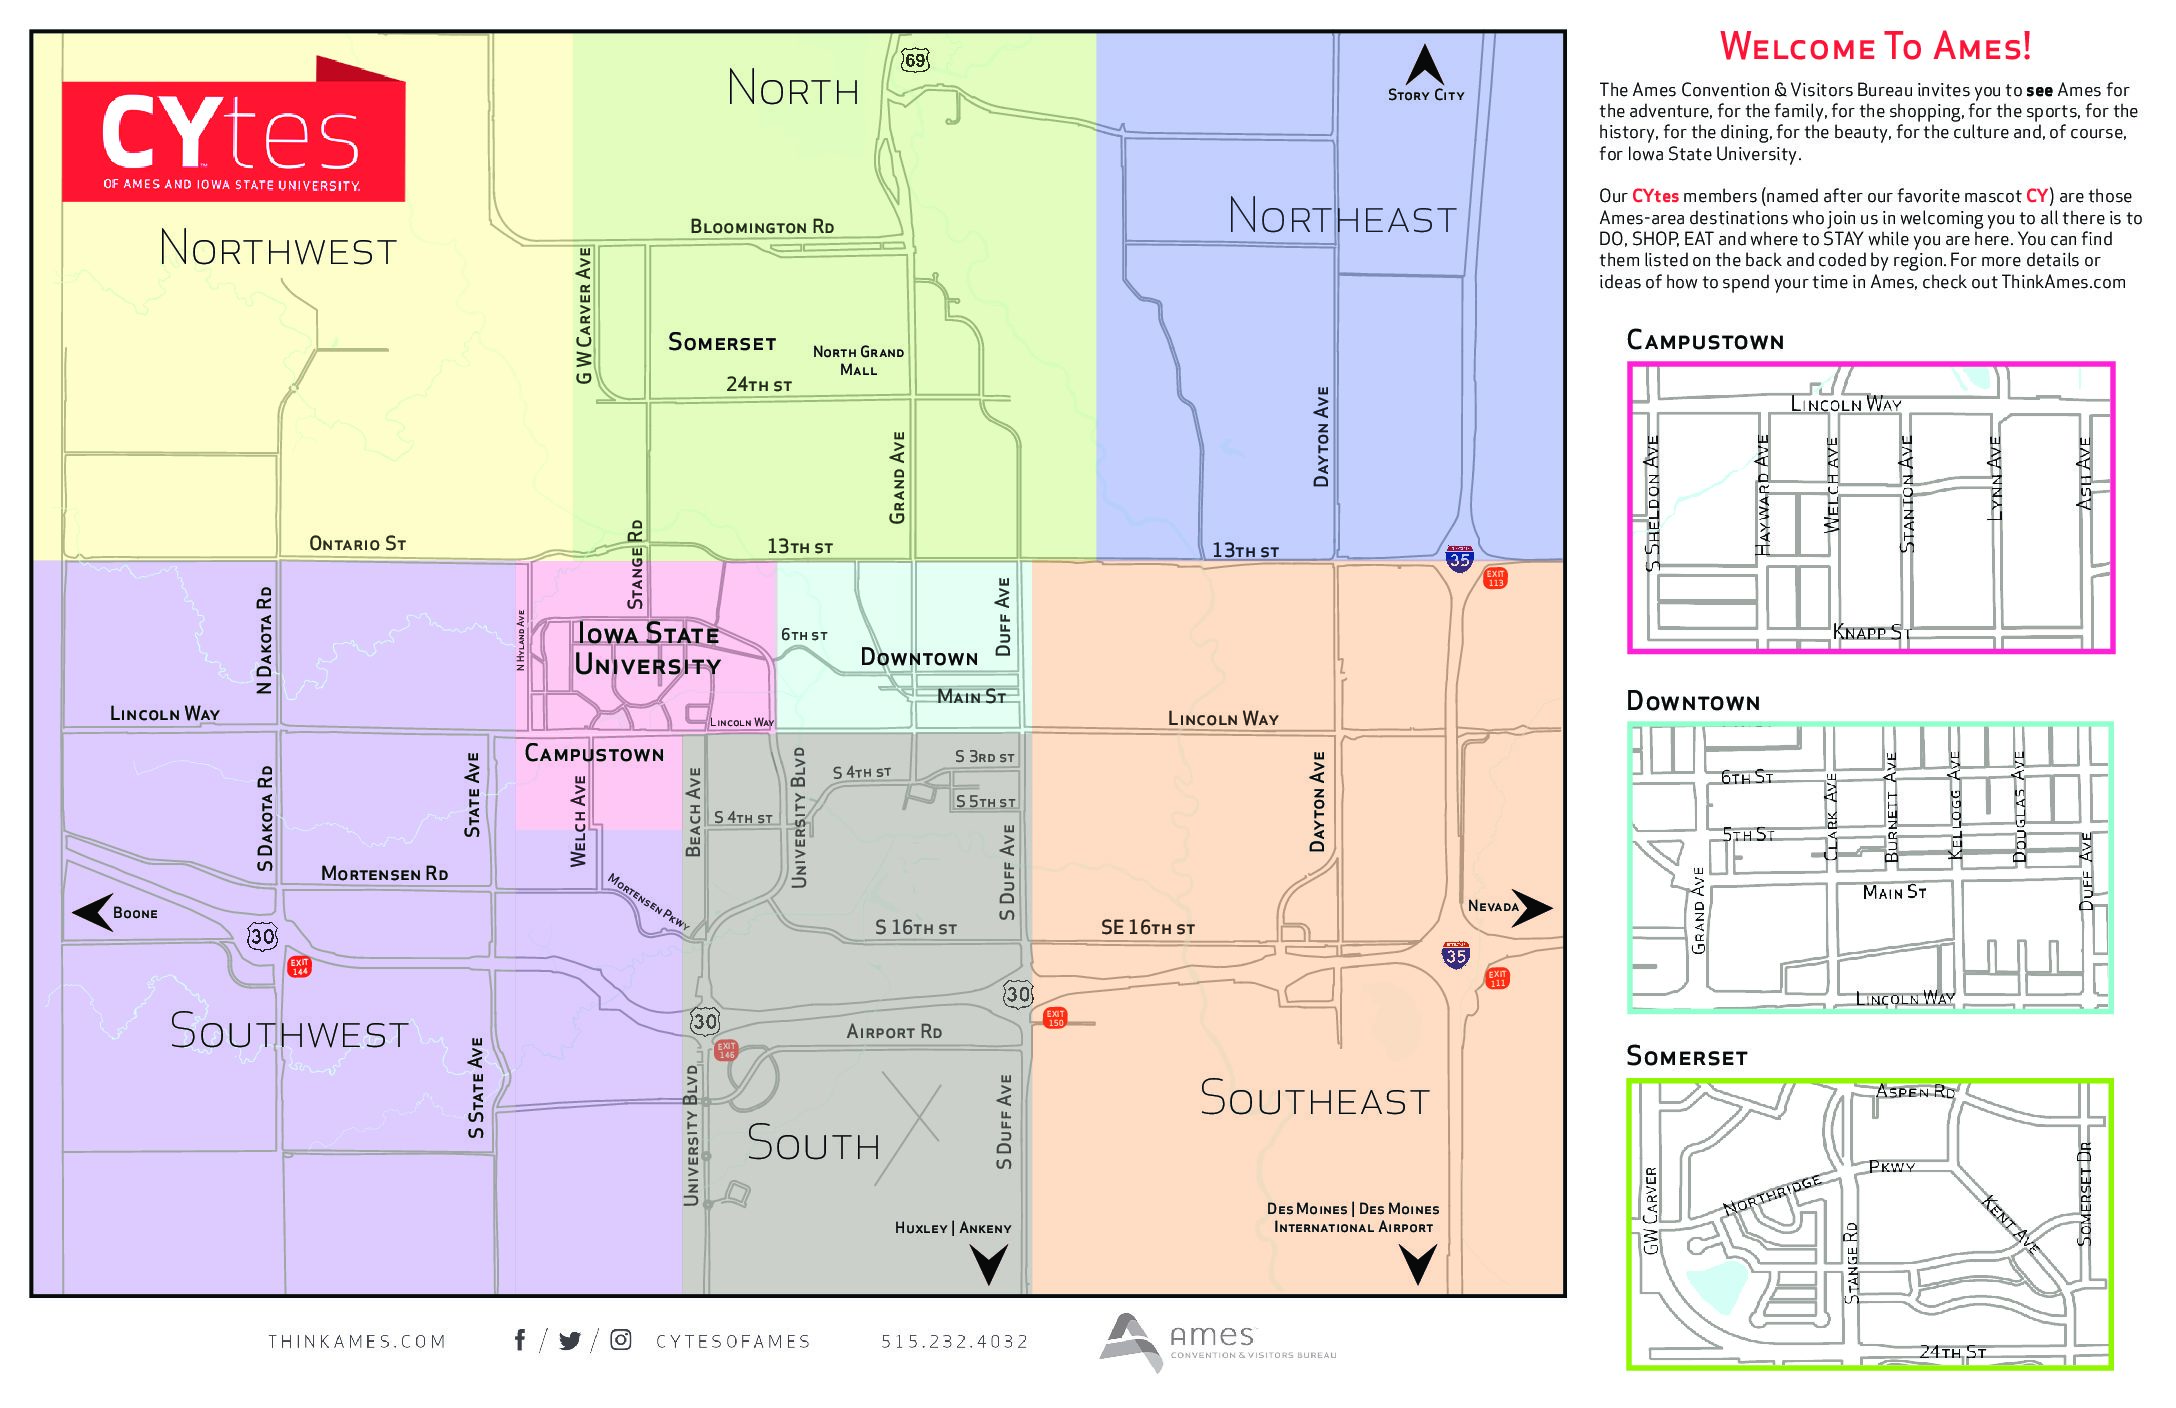 CYtes
OF AMES AND IOWA STATE UNIVERSITY.
NORTHWEST
NORTH
69
STORY CITY
NORTHEAST
BLOOMINGTON RD
G W CARVER AVE
SOMERSET
NORTH GRAND
MALL
24TH ST
GRAND AVE
DAYTON AVE
ONTARIO ST
STANGE RD
13TH ST
13TH ST
35
EXIT
113
N DAKOTA RD
N HYLAND AVE
IOWA STATE
UNIVERSITY
6TH ST
DUFF AVE
DOWNTOWN
MAIN ST
LINCOLN WAY
LINCOLN WAY
LINCOLN WAY
CAMPUSTOWN
S DAKOTA RD
STATE AVE
WELCH AVE
BEACH AVE
UNIVERSITY BLVD
S 3RD ST
S 4TH ST
S 5TH ST
S 4TH ST
S DUFF AVE
DAYTON AVE
MORTENSEN RD
MORTENSEN PKWY
BOONE
30
EXIT
144
S 16TH ST
SE 16TH ST
NEVADA
35
EXIT
111
30
30
EXIT
150
EXIT
146
AIRPORT RD
SOUTHWEST
S STATE AVE
UNIVERSITY BLVD
SOUTH
S DUFF AVE
SOUTHEAST
HUXLEY | ANKENY
DES MOINES | DES MOINES
INTERNATIONAL AIRPORT
THINKAMES.COM
/
/
CYTESOFAMES
515.232.4032
AMES
CONVENTION & VISITORS BUREAU
WELCOME TO AMES!
The Ames Convention & Visitors Bureau invites you to see Ames for
the adventure, for the family, for the shopping, for the sports, for the
history, for the dining, for the beauty, for the culture and, of course,
for Iowa State University.
Our CYtes members (named after our favorite mascot CY) are those
Ames-area destinations who join us in welcoming you to all there is to
DO, SHOP, EAT and where to STAY while you are here. You can find
them listed on the back and coded by region. For more details or
ideas of how to spend your time in Ames, check out ThinkAmes.com
CAMPUSTOWN
LINCOLN WAY
S SHELDON AVE
HAYWARD AVE
WELCH AVE
STANTON AVE
LYNN AVE
ASH AVE
KNAPP ST
DOWNTOWN
6TH ST
5TH ST
CLARK AVE
BURNETT AVE
KELLOGG AVE
DOUGLAS AVE
DUFF AVE
GRAND AVE
MAIN ST
LINCOLN WAY
SOMERSET
ASPEN RD
GW CARVER
NORTHRIDGE
PKWY
KENT AVE
SOMERSET DR
STANGE RD
24TH ST